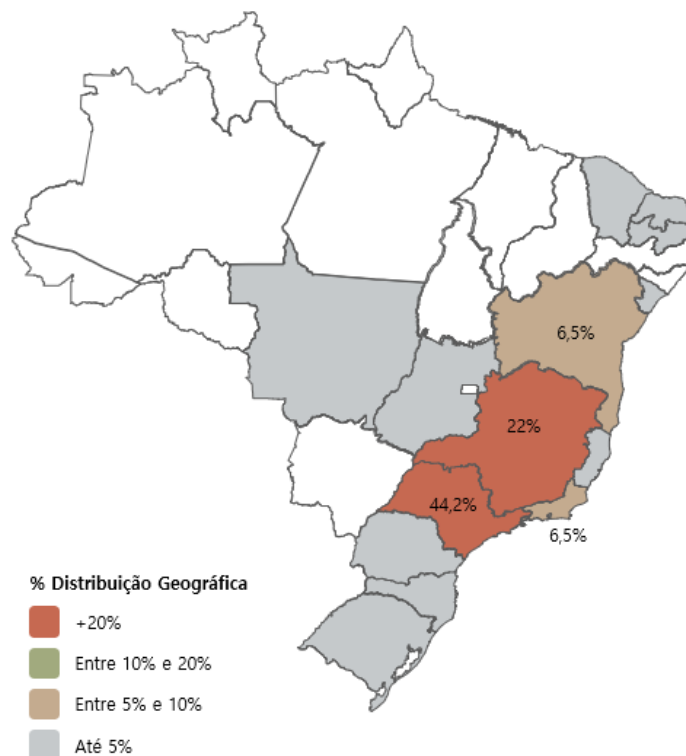 6,5%
22%
44,2%
6,5%
% Distribuição Geográfica
+20%
Entre 10% e 20%
Entre 5% e 10%
Até 5%